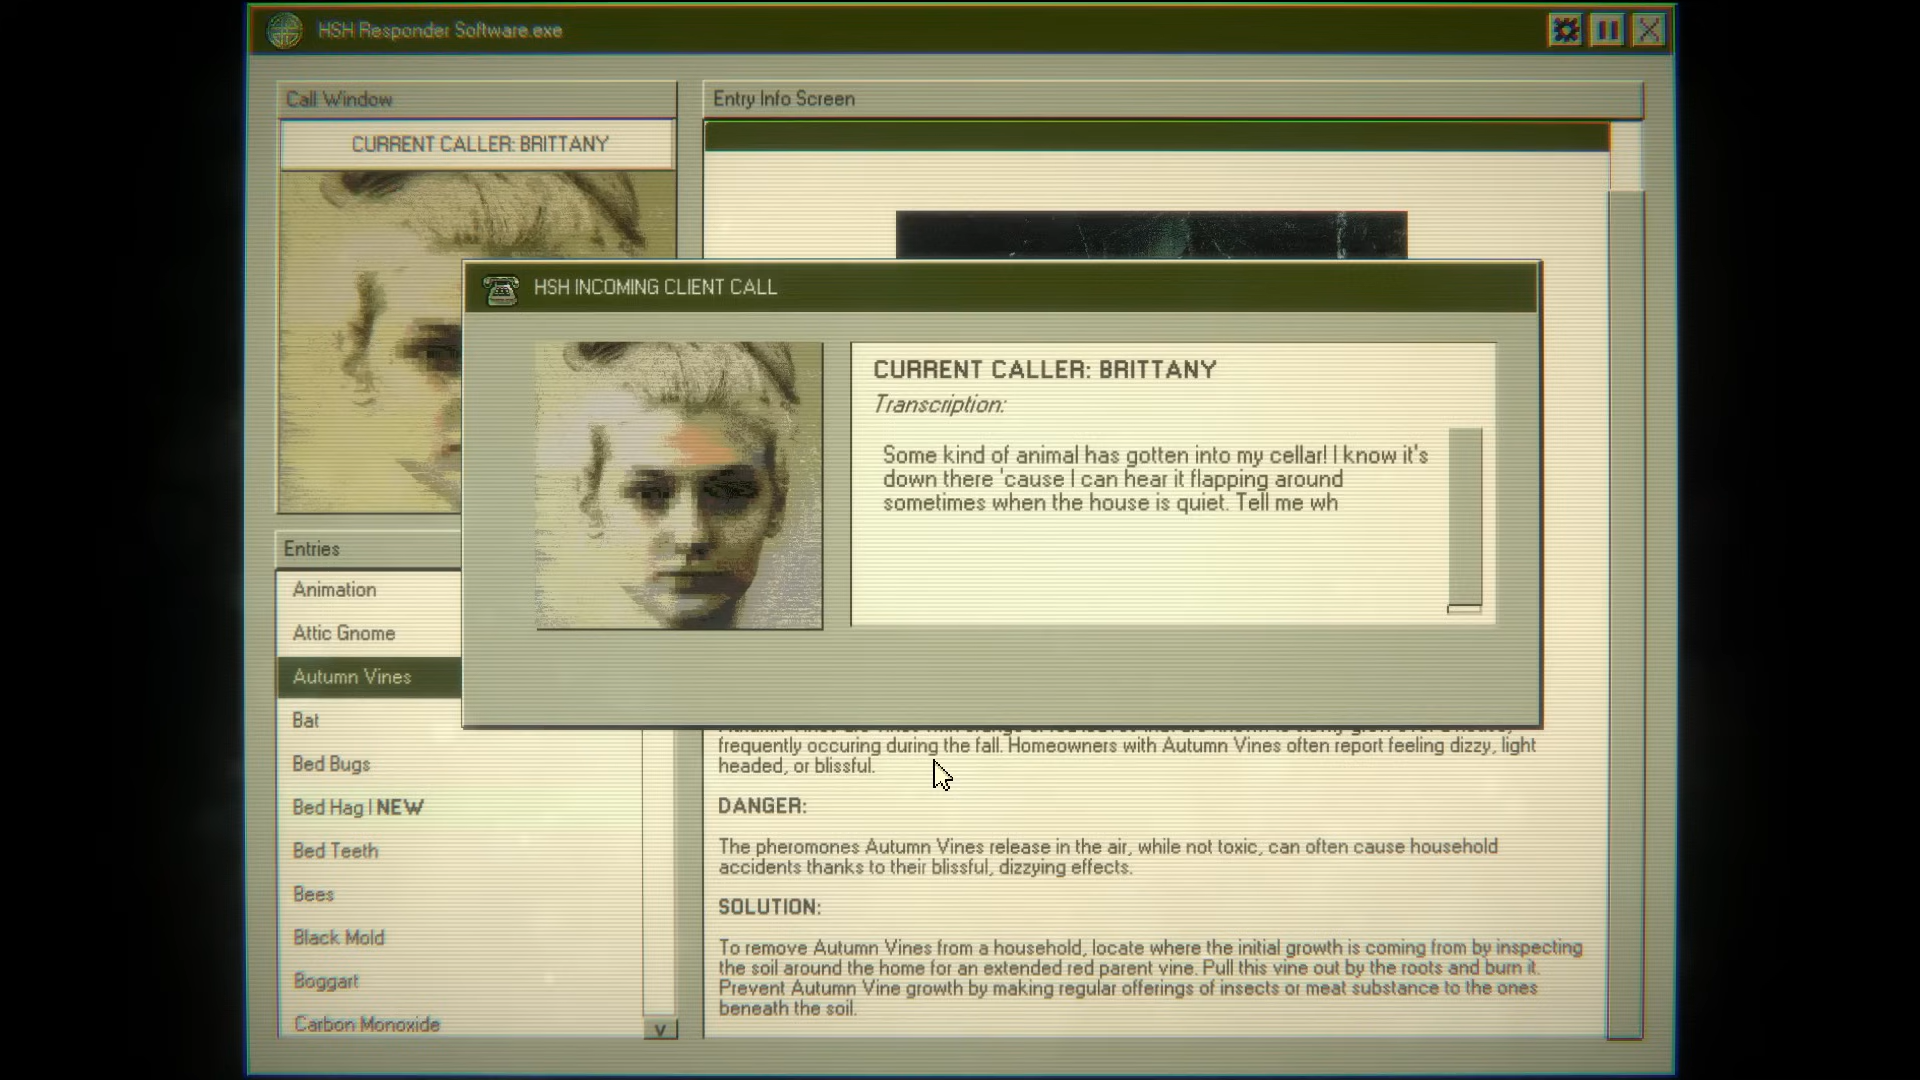 HSH Responder Software.exe
Call Window
CURRENT CALLER: BRITTANY
Entry Info Screen
HSH INCOMING CLIENT CALL
CURRENT CALLER: BRITTANY
Transcription:
Some kind of animal has gotten into my cellar! I know it's
down there 'cause I can hear it flapping around
sometimes when the house is quiet. Tell me wh
Entries
Animation
Attic Gnome
Autumn Vines
Bat
Bed Bugs
Bed Hag | NEW
Bed Teeth
Bees
Black Mold
Boggart
Carbon Monoxide
V
frequently occuring during the fall. Homeowners with Autumn Vines often report feeling dizzy, light
headed, or blissful.
DANGER:
The pheromones Autumn Vines release in the air, while not toxic, can often cause household
accidents thanks to their blissful, dizzying effects.
SOLUTION:
To remove Autumn Vines from a household, locate where the initial growth is coming from by inspecting
the soil around the home for an extended red parent vine. Pull this vine out by the roots and burn it.
Prevent Autumn Vine growth by making regular offerings of insects or meat substance to the ones
beneath the soil.